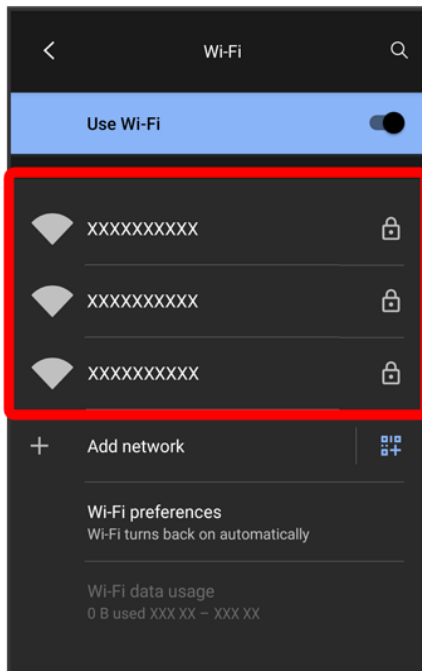 Wi-Fi
Use Wi-Fi
XXXXXXXXXX
XXXXXXXXXX
XXXXXXXXXX
Add network
Wi-Fi preferences
Wi-Fi turns back on automatically
Wi-Fi data usage
0 B used XXX XX – XXX XX